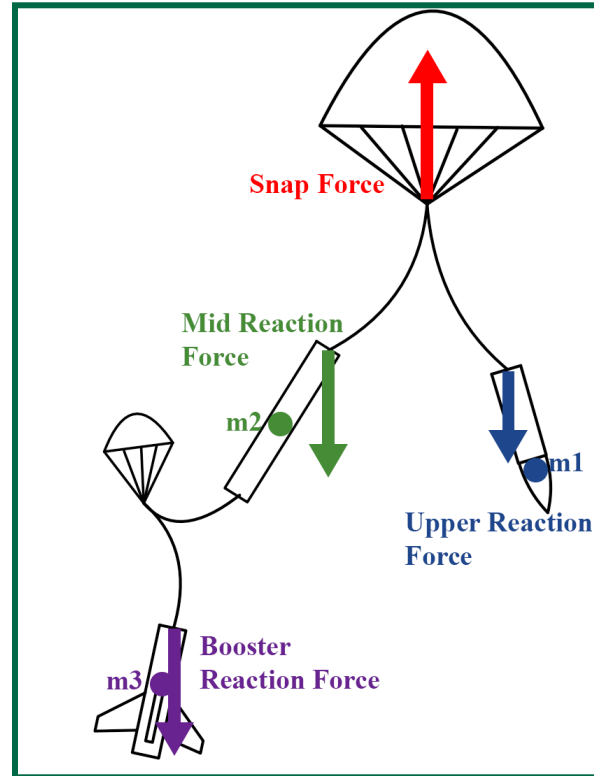 Snap Force
Mid Reaction
Force
m2
m1
Upper Reaction
Force
Booster
m3
Reaction Force